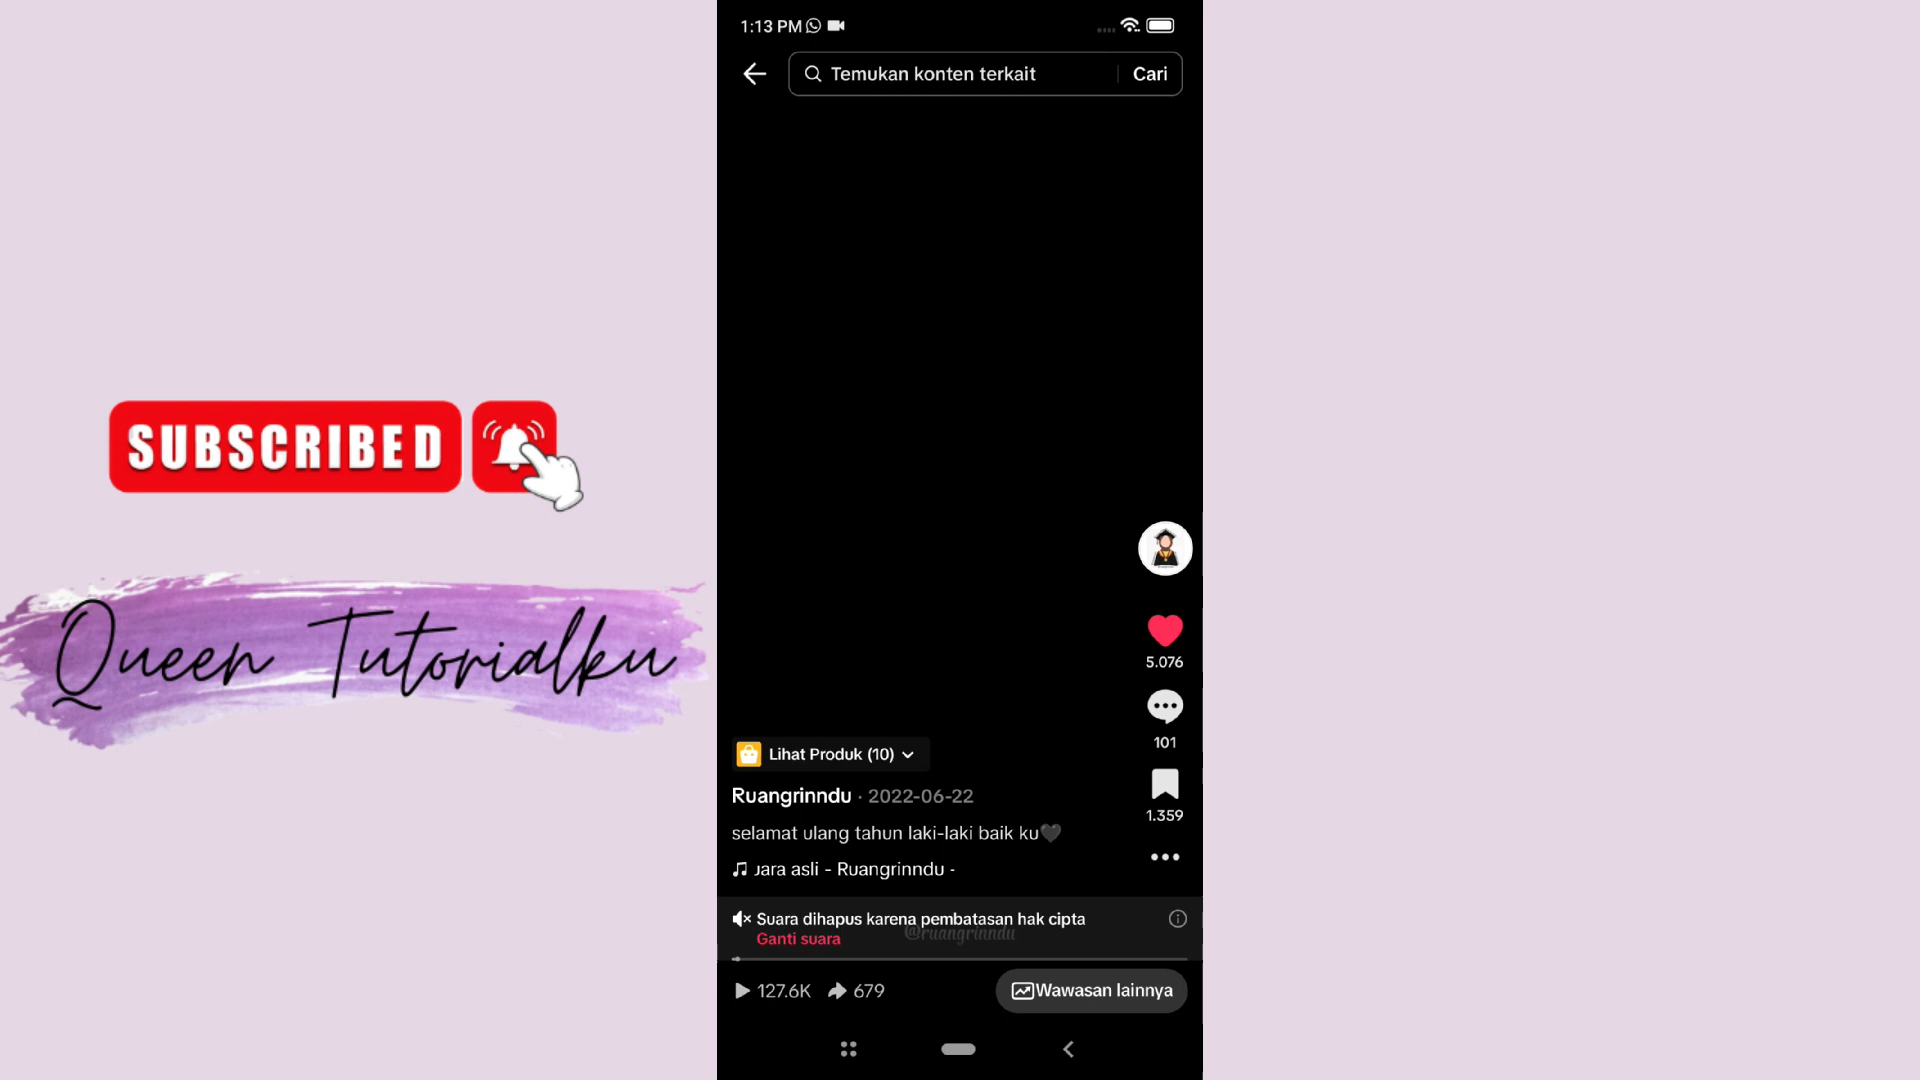 1:13 PM
Temukan konten terkait
Cari
SUBSCRIBED
Queen Tutorialku
5.076
101
1.359
Lihat Produk (10)
Ruangrinndu · 2022-06-22
selamat ulang tahun laki-laki baik ku🖤
uara asli - Ruangrinndu -
Suara dihapus karena pembatasan hak cipta
@ruangrinndu
Ganti suara
127.6K
679
Wawasan lainnya